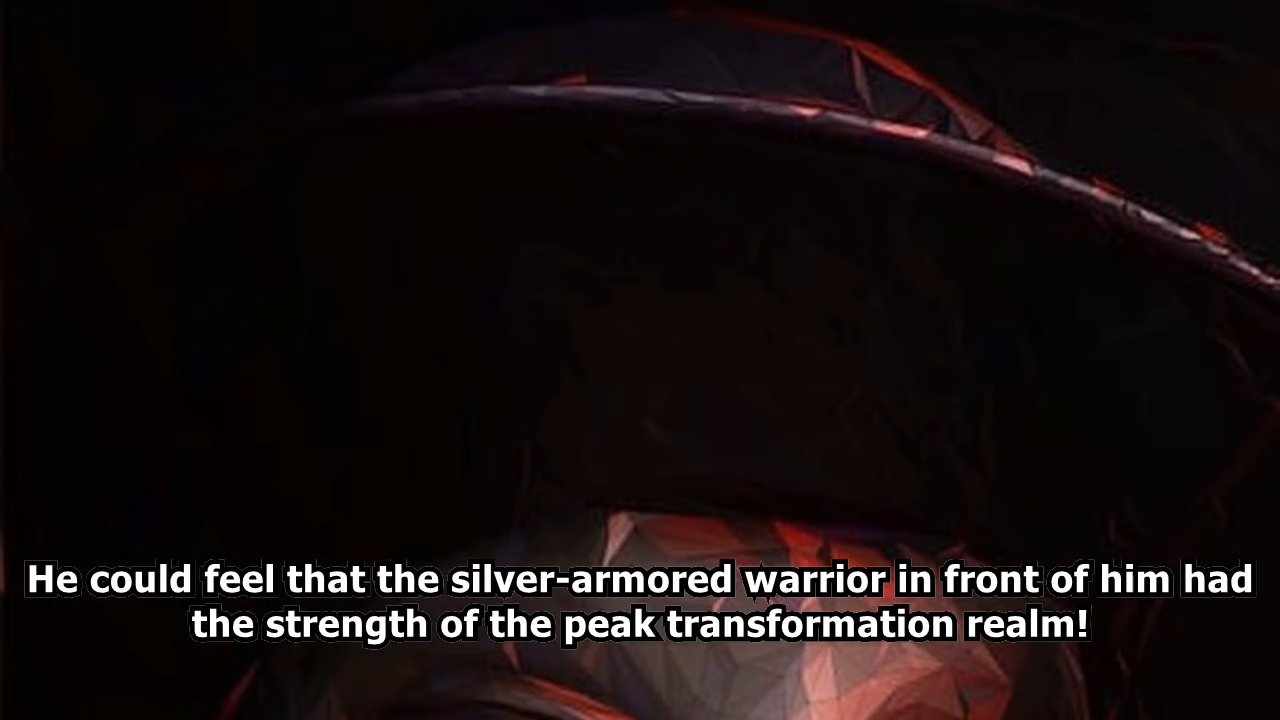 He could feel that the silver-armored warrior in front of him had
the strength of the peak transformation realm!